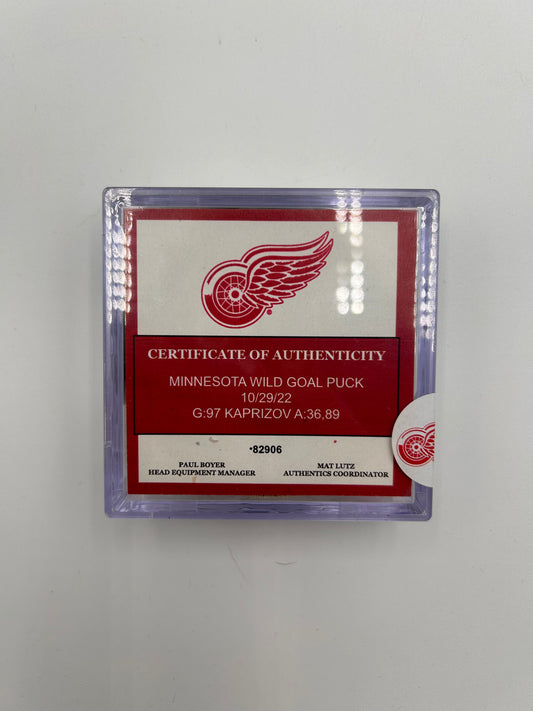 CERTIFICATE OF AUTHENTICITY
MINNESOTA WILD GOAL PUCK
10/29/22
G:97 KAPRIZOV A:36,89
*82906
PAUL BOYER
HEAD EQUIPMENT MANAGER
MAT LUTZ
AUTHENTICS COORDINATOR